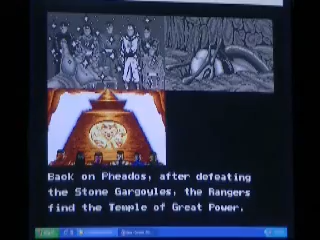 Back on Pheados, after defeating
the Stone Gargoyles, the Rangers
find the Temple of Great Power.